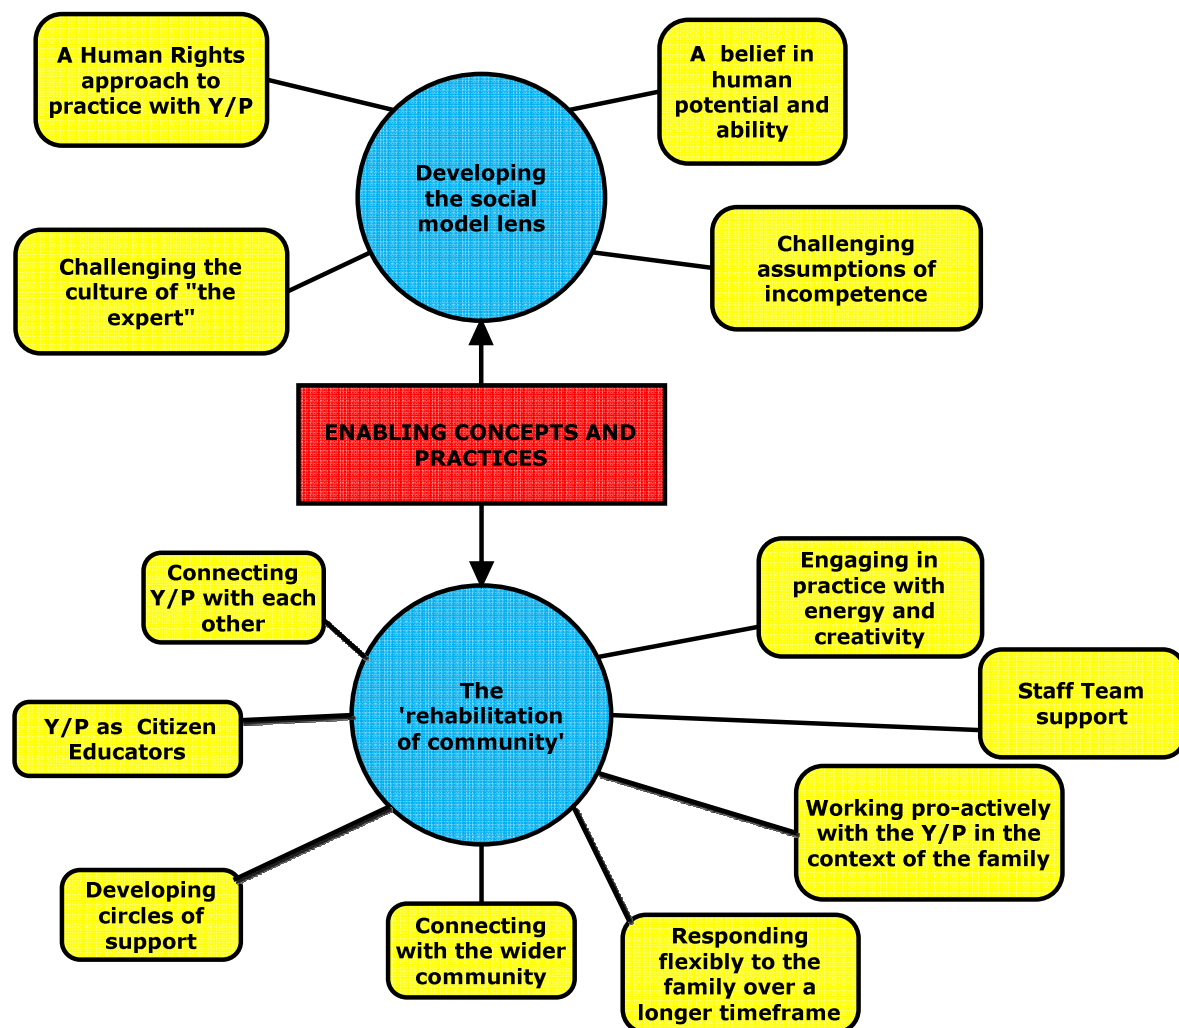 A Human Rights
approach to
practice with Y/P
A belief in
human
potential and
ability
Developing
the social
model lens
Challenging the
culture of "the
expert"
Challenging
assumptions of
incompetence
ENABLING CONCEPTS AND
PRACTICES
Connecting
Y/P with each
other
Engaging in
practice with
energy and
creativity
The
'rehabilitation
of community'
Staff Team
support
Y/P as Citizen
Educators
Working pro-actively
with the Y/P in the
context of the family
Developing
circles of
support
Connecting
with the wider
community
Responding
flexibly to the
family over a
longer timeframe